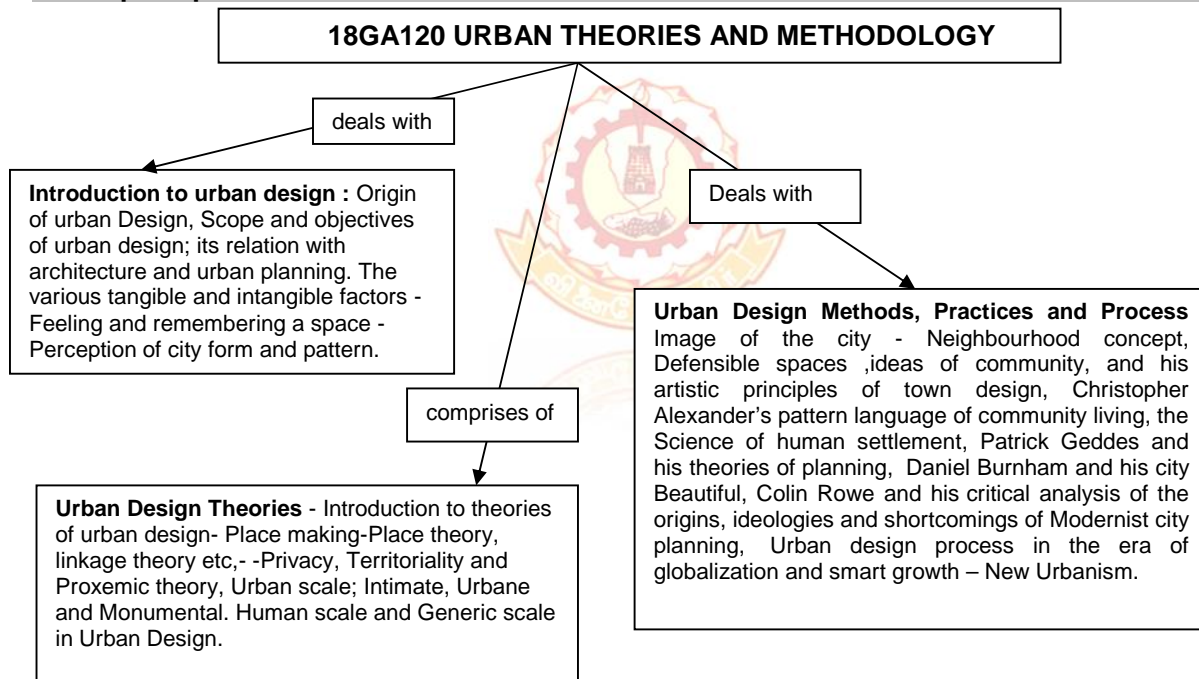 18GA120 URBAN THEORIES AND METHODOLOGY
deals with
Introduction to urban design : Origin
of urban Design, Scope and objectives
of urban design; its relation with
architecture and urban planning. The
various tangible and intangible factors -
Feeling and remembering a space -
Perception of city form and pattern.
Deals with
Urban Design Methods, Practices and Process
Image of the city - Neighbourhood concept,
Defensible spaces ,ideas of community, and his
artistic principles of town design, Christopher
Alexander's pattern language of community living, the
Science of human settlement, Patrick Geddes and
his theories of planning, Daniel Burnham and his city
Beautiful, Colin Rowe and his critical analysis of the
origins, ideologies and shortcomings of Modernist city
planning, Urban design process in the era of
globalization and smart growth – New Urbanism.
comprises of
Urban Design Theories - Introduction to theories
of urban design- Place making-Place theory,
linkage theory etc,- -Privacy, Territoriality and
Proxemic theory, Urban scale; Intimate, Urbane
and Monumental. Human scale and Generic scale
in Urban Design.